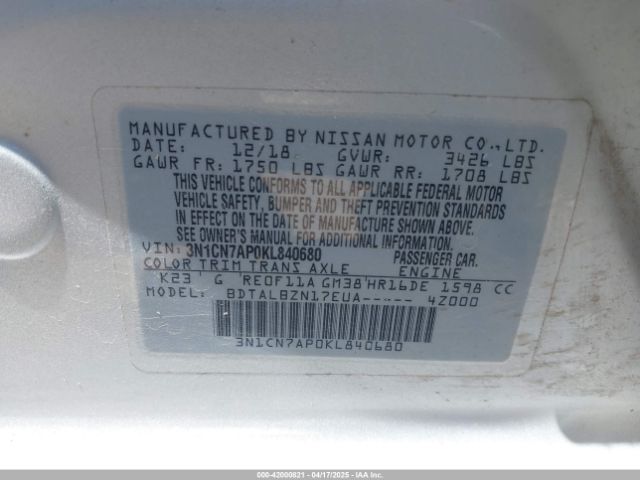 MANUFACTURED BY NISSAN MOTOR CO.,LTD.
DATE: 12/18 GVWR: 3426 LBS
GAWR FR: 1750 LBS GAWR RR: 1708 LBS
THIS VEHICLE CONFORMS TO ALL APPLICABLE FEDERAL MOTOR
VEHICLE SAFETY, BUMPER AND THEFT PREVENTION STANDARDS
IN EFFECT ON THE DATE OF MANUFACTURE SHOWN ABOVE.
SEE OWNER'S MANUAL FOR ADDITIONAL INFORMATION.
VIN: 3N1CN7AP0KL840680 PASSENGER CAR.
COLOR TRIM TRANS AXLE ENGINE
K23 G RE0F11A GM38 HR16DE 1598 CC
MODEL: BDTALBZN17EUA----- 4Z000
3N1CN7AP0KL840680
000-42000821 - 04/17/2025 - IAAI.COM